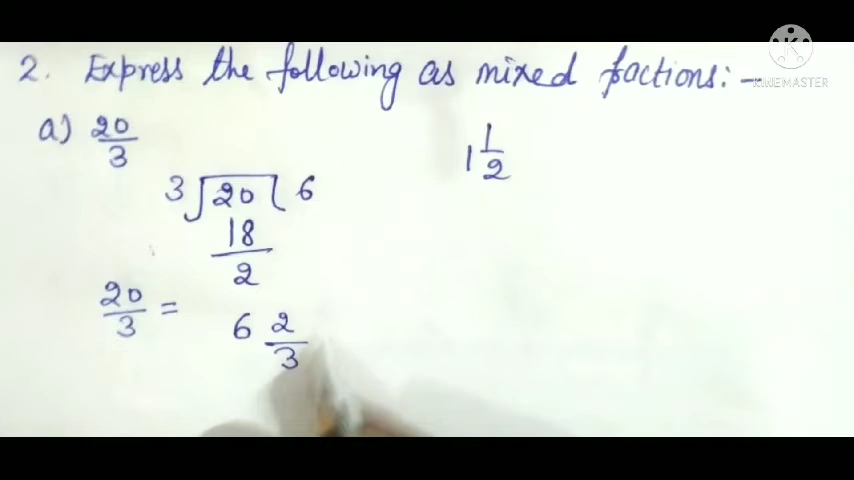 2. Express the following as mixed factions: -
KINEMASTER
a) 20/3
1 1/2
3 20 6
18
2
20/3 = 6 2/3